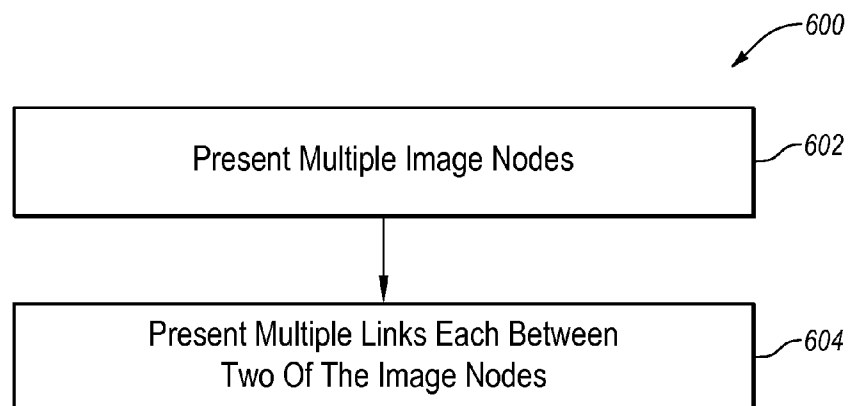 600
Present Multiple Image Nodes
602
Present Multiple Links Each Between
Two Of The Image Nodes
604